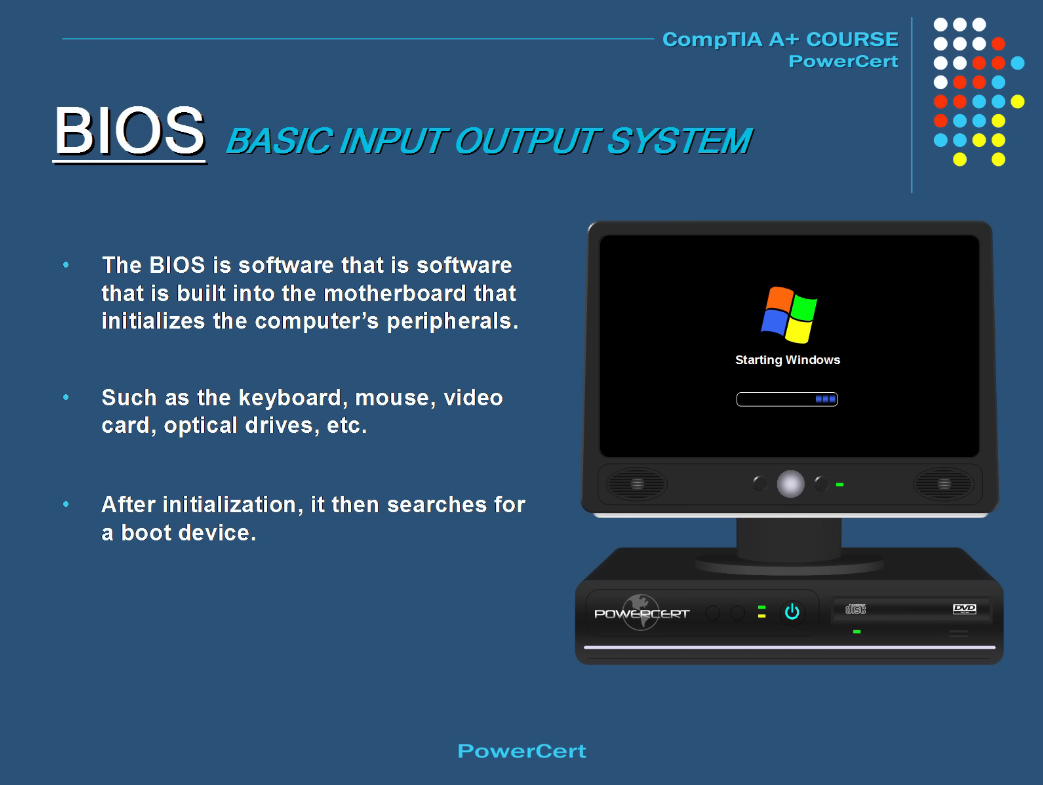 CompTIA A+ COURSE
PowerCert
BIOS BASIC INPUT OUTPUT SYSTEM
• The BIOS is software that is software
that is built into the motherboard that
initializes the computer’s peripherals.
• Such as the keyboard, mouse, video
card, optical drives, etc.
• After initialization, it then searches for
a boot device.
Starting Windows
POWERCERT
disc
DVD
PowerCert